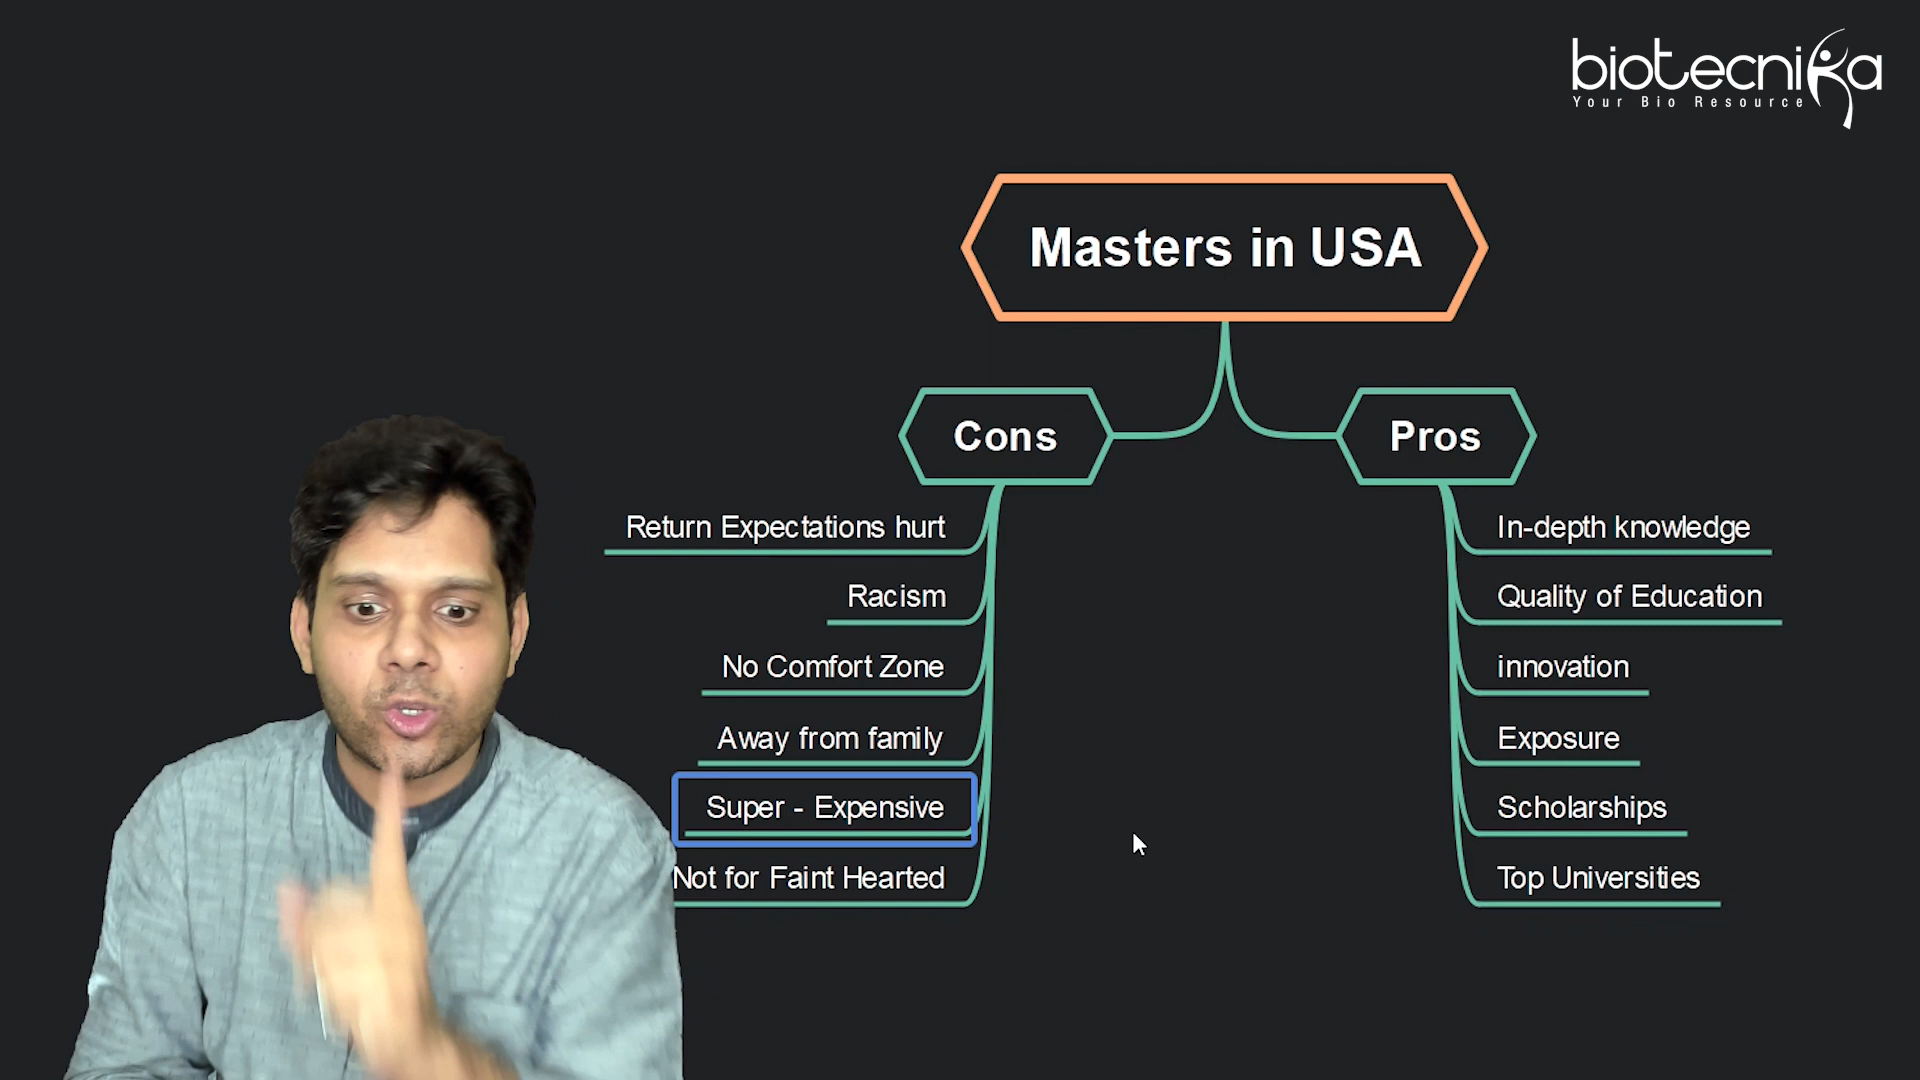 biotecnika
Your Bio Resource
Masters in USA
Cons
Pros
Return Expectations hurt
Racism
No Comfort Zone
Away from family
Super - Expensive
Not for Faint Hearted
In-depth knowledge
Quality of Education
innovation
Exposure
Scholarships
Top Universities